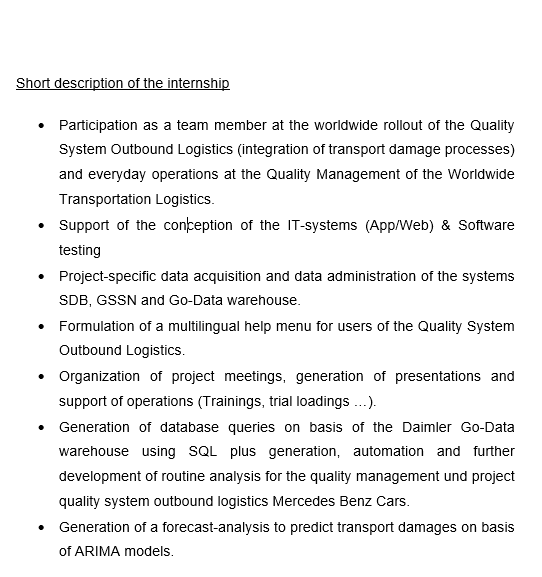 Short description of the internship
• Participation as a team member at the worldwide rollout of the Quality
System Outbound Logistics (integration of transport damage processes)
and everyday operations at the Quality Management of the Worldwide
Transportation Logistics.
• Support of the conception of the IT-systems (App/Web) & Software
testing
• Project-specific data acquisition and data administration of the systems
SDB, GSSN and Go-Data warehouse.
• Formulation of a multilingual help menu for users of the Quality System
Outbound Logistics.
• Organization of project meetings, generation of presentations and
support of operations (Trainings, trial loadings …).
• Generation of database queries on basis of the Daimler Go-Data
warehouse using SQL plus generation, automation and further
development of routine analysis for the quality management und project
quality system outbound logistics Mercedes Benz Cars.
• Generation of a forecast-analysis to predict transport damages on basis
of ARIMA models.